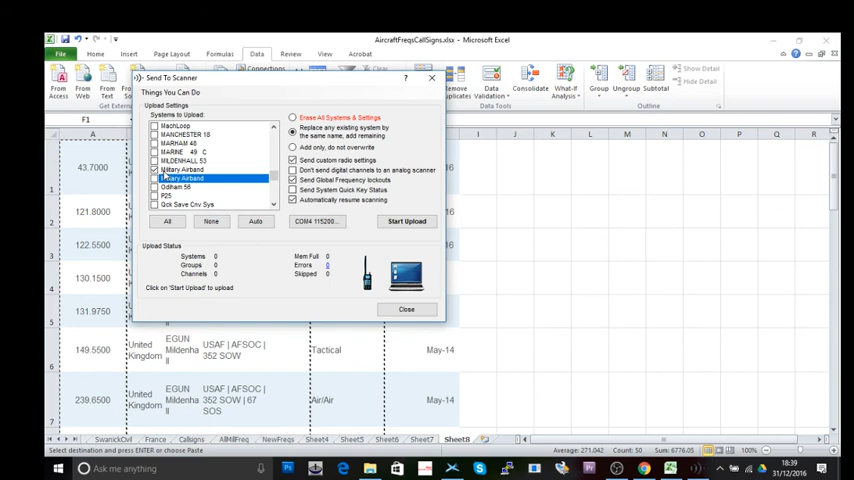 AircraftFreqsCallSigns.xlsx - Microsoft Excel
File Home Insert Page Layout Formulas Data Review View Acrobat
From Access
From Web
From Text
Connections
Data Validation
Consolidate
What-If Analysis
Group
Ungroup
Subtotal
Show Detail
Hide Detail
Data Tools
Outline
F1
Send To Scanner
Things You Can Do
Upload Settings
Systems to Upload:
MachLoop
MANCHESTER 18
MARHAM 48
MARINE 49 C
MILDENHALL 53
Military Airband
Military Airband
Odiham 56
P25
Qck Save Cnv Sys
All None Auto
Erase All Systems & Settings
Replace any existing system by
the same name, add remaining
Add only, do not overwrite
Send custom radio settings
Don't send digital channels to an analog scanner
Send Global Frequency lockouts
Send System Quick Key Status
Automatically resume scanning
COM4 115200...
Start Upload
Upload Status
Systems 0
Groups 0
Channels 0
Mem Full 0
Errors 0
Skipped 0
Click on 'Start Upload' to upload
Close
A I J K L M N O P Q R
1 43.7000
2 121.8000
3 122.5500
4 130.1500
5 131.9750
6 149.5500 United Kingdom EGUN Mildenhall USAF | AFSOC | 352 SOW Tactical May-14
7 239.6500 United Kingdom EGUN Mildenhall USAF | AFSOC | 352 SOW | 67 SOS Air/Air May-14
SwanickCivil France Callsigns AllMilFreq NewFreqs Sheet4 Sheet5 Sheet6 Sheet7 Sheet8
Select destination and press ENTER or choose Paste
Average: 271.042 Count: 50 Sum: 6776.05
100%
Ask me anything
18:39
31/12/2016